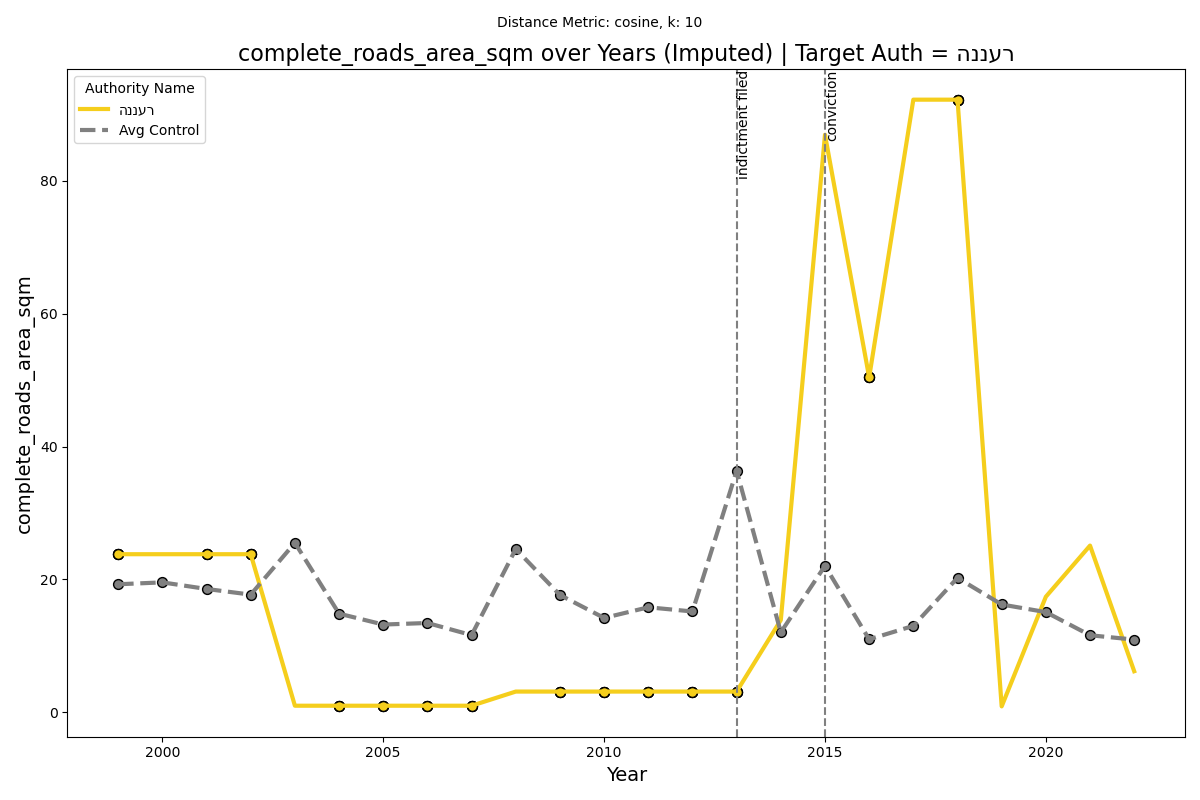 Distance Metric: cosine, k: 10
complete_roads_area_sqm over Years (Imputed) | Target Auth = הננער
Authority Name
הננער
Avg Control
indictment filed
conviction
complete_roads_area_sqm
80
60
40
20
0
2000
2005
2010
2015
2020
Year